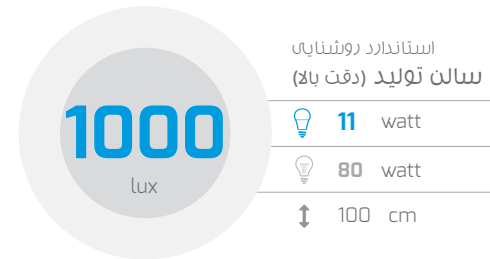 استاندارد روشنایی
سالن تولید (دقت بالا)
1000
lux
11 watt
80 watt
100 cm